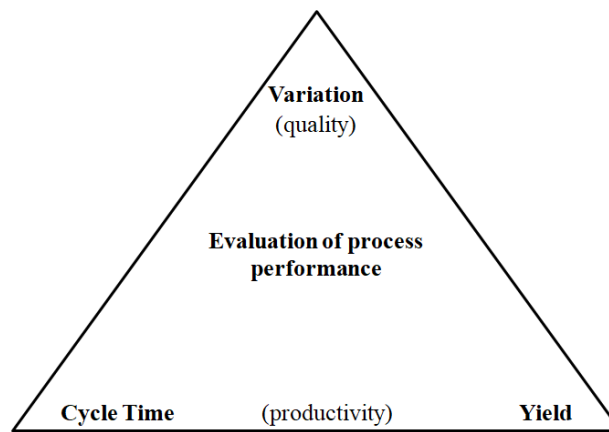 Variation
(quality)
Evaluation of process
performance
Cycle Time (productivity) Yield